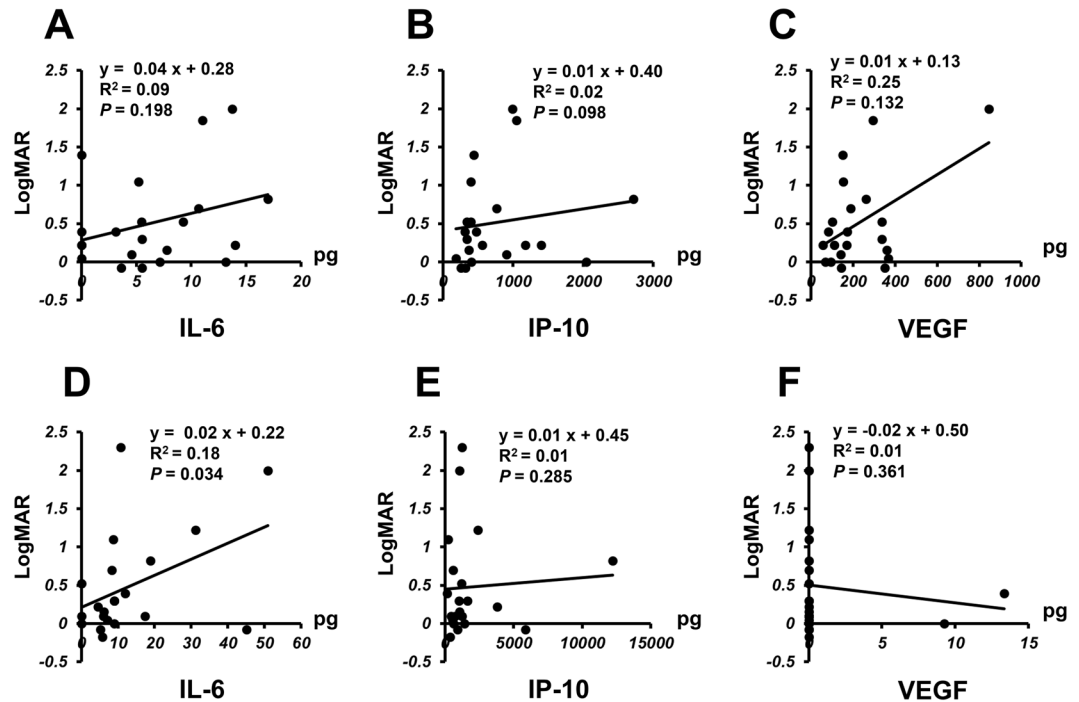 A
y = 0.04 x + 0.28
R² = 0.09
P = 0.198
LogMAR
2.5
2
1.5
1
0.5
0
-0.5
0 5 10 15 20
pg
IL-6
B
y = 0.01 x + 0.40
R² = 0.02
P = 0.098
LogMAR
2.5
2
1.5
1
0.5
0
-0.5
0 1000 2000 3000
pg
IP-10
C
y = 0.01 x + 0.13
R² = 0.25
P = 0.132
LogMAR
2.5
2
1.5
1
0.5
0
-0.5
0 200 400 600 800 1000
pg
VEGF
D
y = 0.02 x + 0.22
R² = 0.18
P = 0.034
LogMAR
2.5
2
1.5
1
0.5
0
-0.5
0 10 20 30 40 50 60
pg
IL-6
E
y = 0.01 x + 0.45
R² = 0.01
P = 0.285
LogMAR
2.5
2
1.5
1
0.5
0
-0.5
0 5000 10000 15000
pg
IP-10
F
y = -0.02 x + 0.50
R² = 0.01
P = 0.361
LogMAR
2.5
2
1.5
1
0.5
0
-0.5
0 5 10 15
pg
VEGF